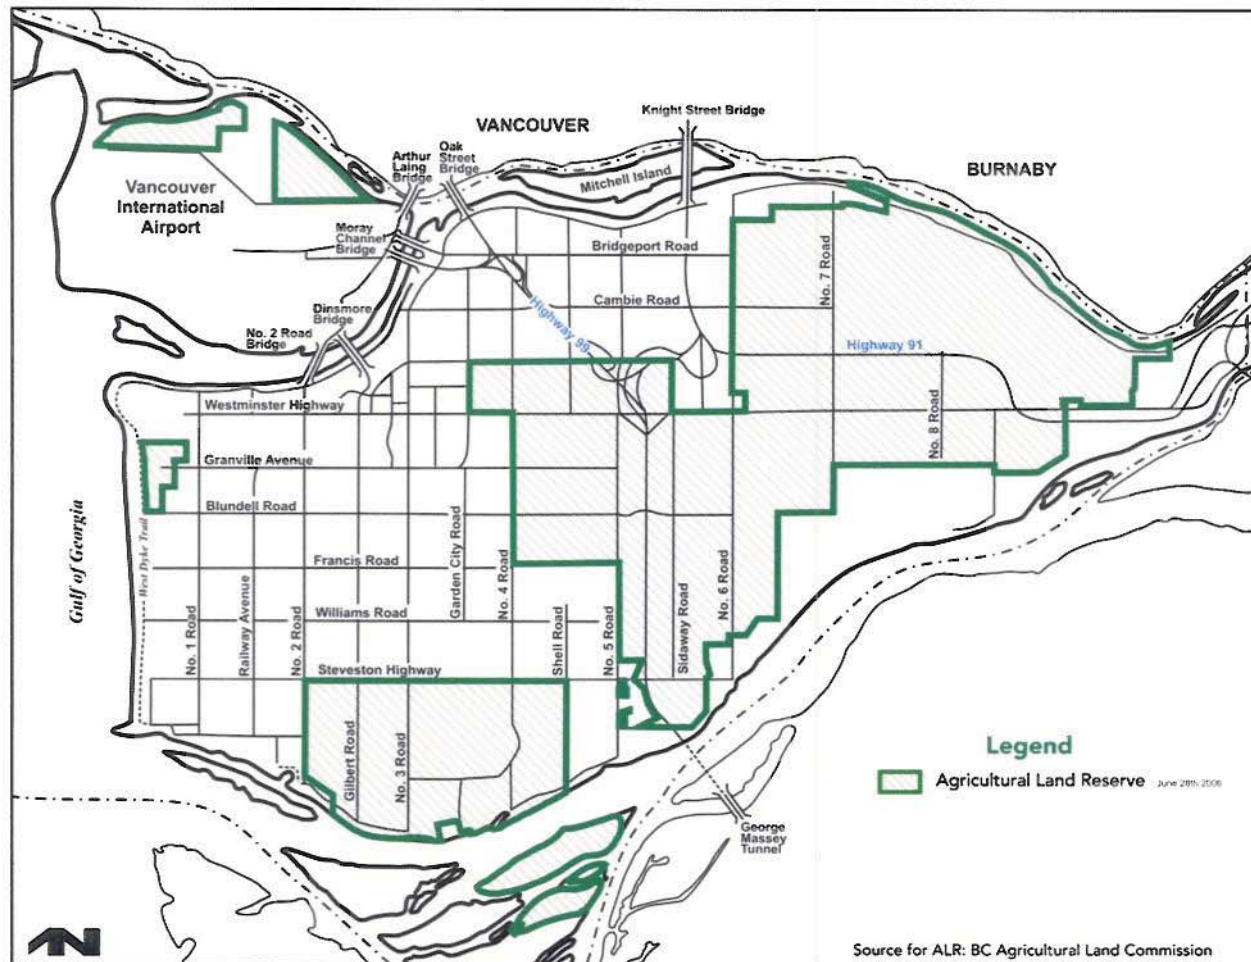 Knight Street Bridge
VANCOUVER
BURNABY
Arthur
Laing
Bridge
Oak
Street
Bridge
Mitchell Island
Vancouver
International
Airport
Moray
Channel
Bridge
Bridgeport Road
No. 7 Road
Cambie Road
Highway 99
Dinsmore
Bridge
No. 2 Road
Bridge
Highway 91
Westminster Highway
No. 8 Road
Granville Avenue
Blundell Road
Gulf of Georgia
West Dyke Trail
Francis Road
Garden City Road
No. 4 Road
Williams Road
No. 1 Road
Railway Avenue
No. 2 Road
Shell Road
No. 5 Road
Sidaway Road
No. 6 Road
Steveston Highway
Gilbert Road
No. 3 Road
Legend
Agricultural Land Reserve June 28th, 2006
George
Massey
Tunnel
N
Source for ALR: BC Agricultural Land Commission